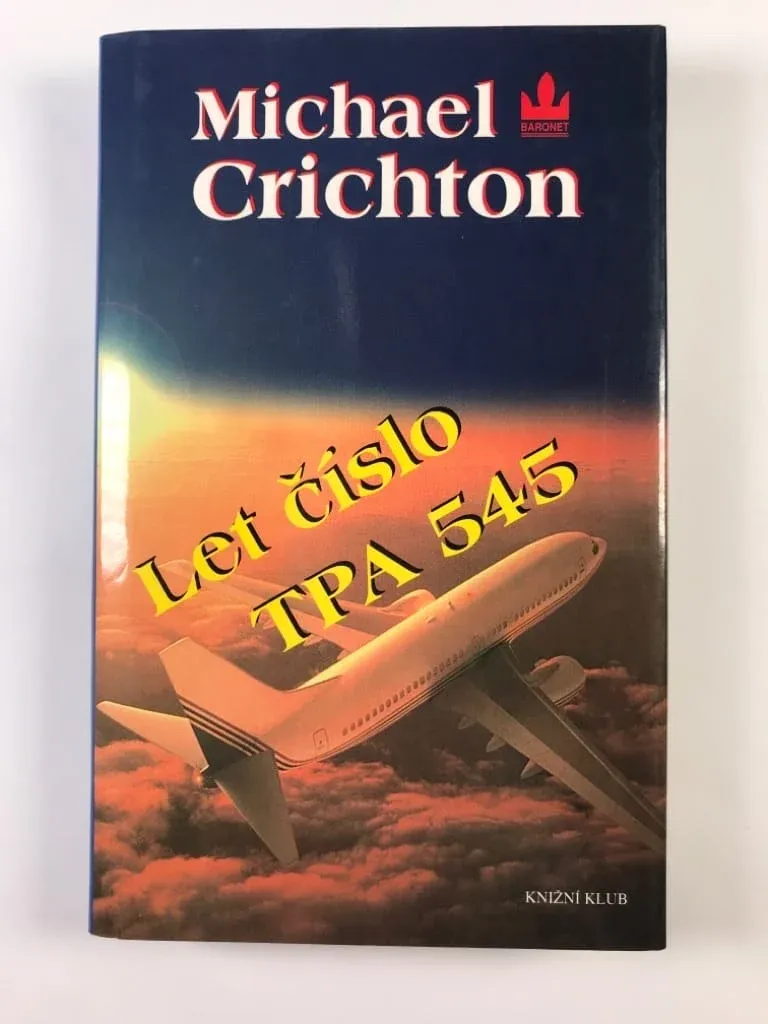 Michael
BARONET
Crichton
Let číslo
TPA 545
KNIŽNÍ KLUB